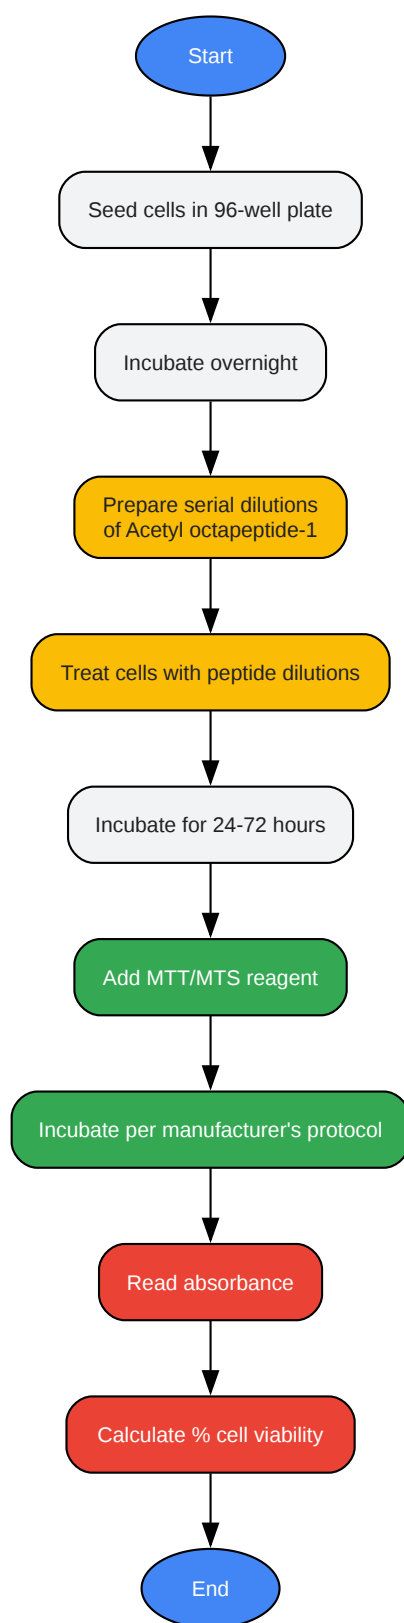 Start
Seed cells in 96-well plate
Incubate overnight
Prepare serial dilutions
of Acetyl octapeptide-1
Treat cells with peptide dilutions
Incubate for 24-72 hours
Add MTT/MTS reagent
Incubate per manufacturer's protocol
Read absorbance
Calculate % cell viability
End